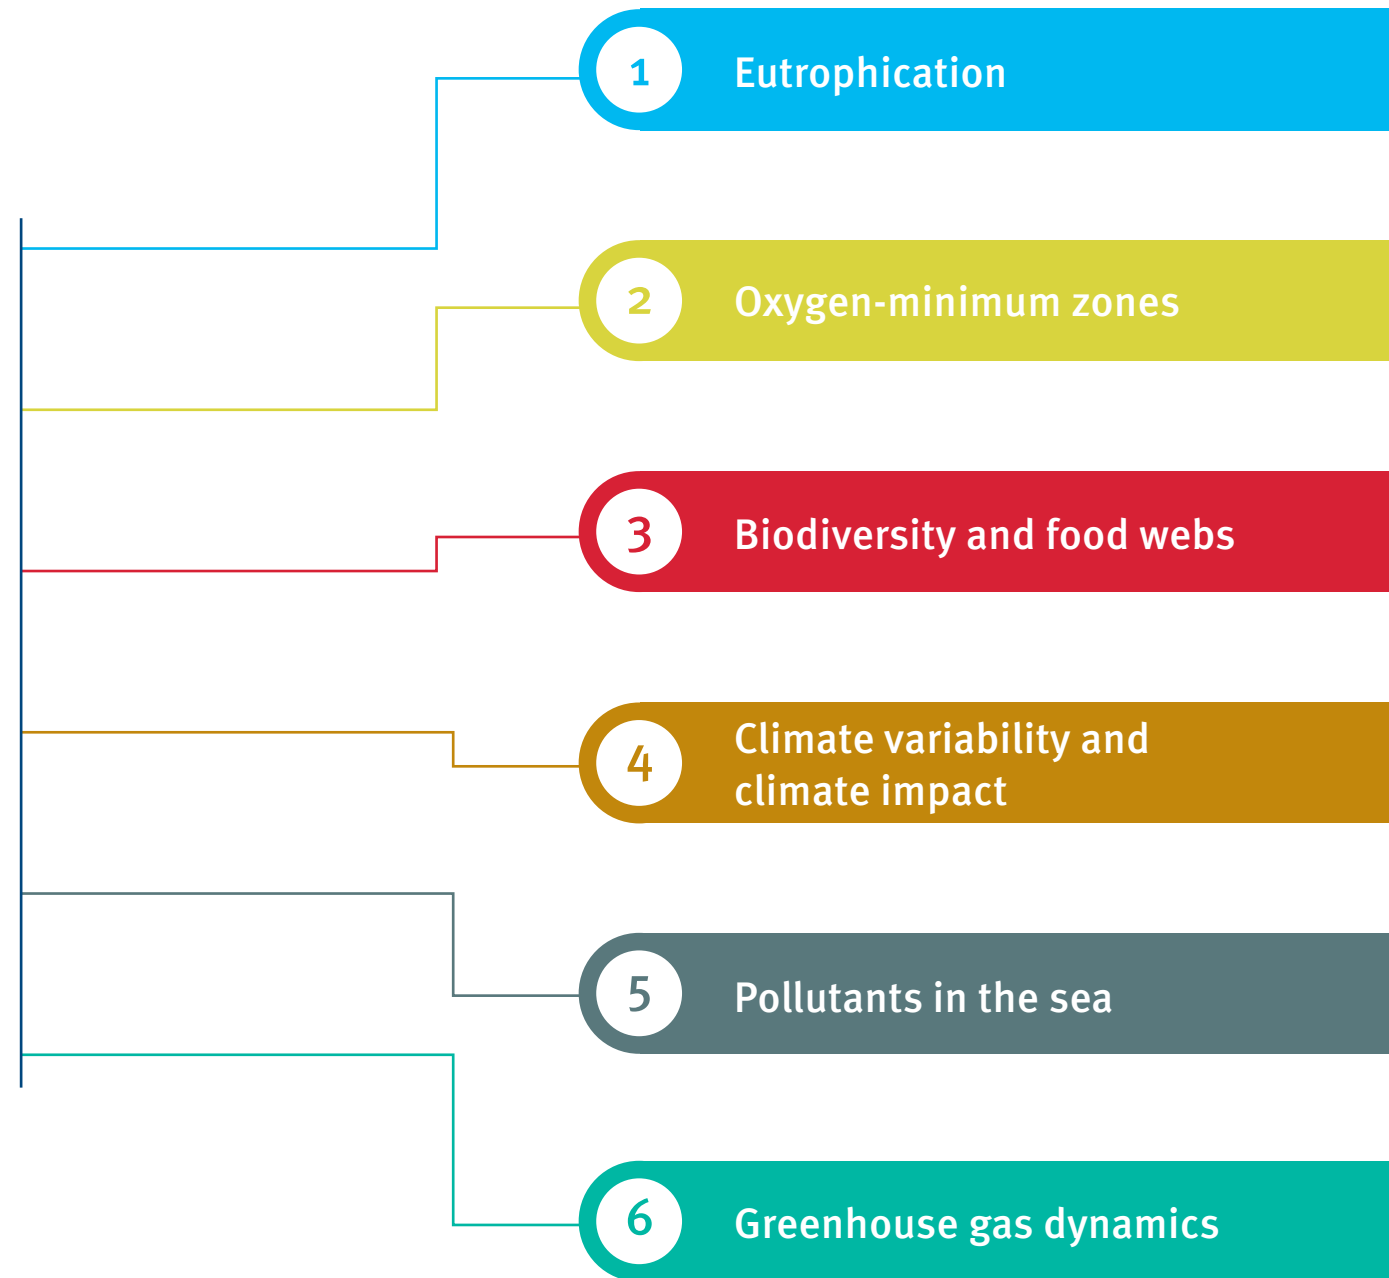 1 Eutrophication
2 Oxygen-minimum zones
3 Biodiversity and food webs
4 Climate variability and
climate impact
5 Pollutants in the sea
6 Greenhouse gas dynamics